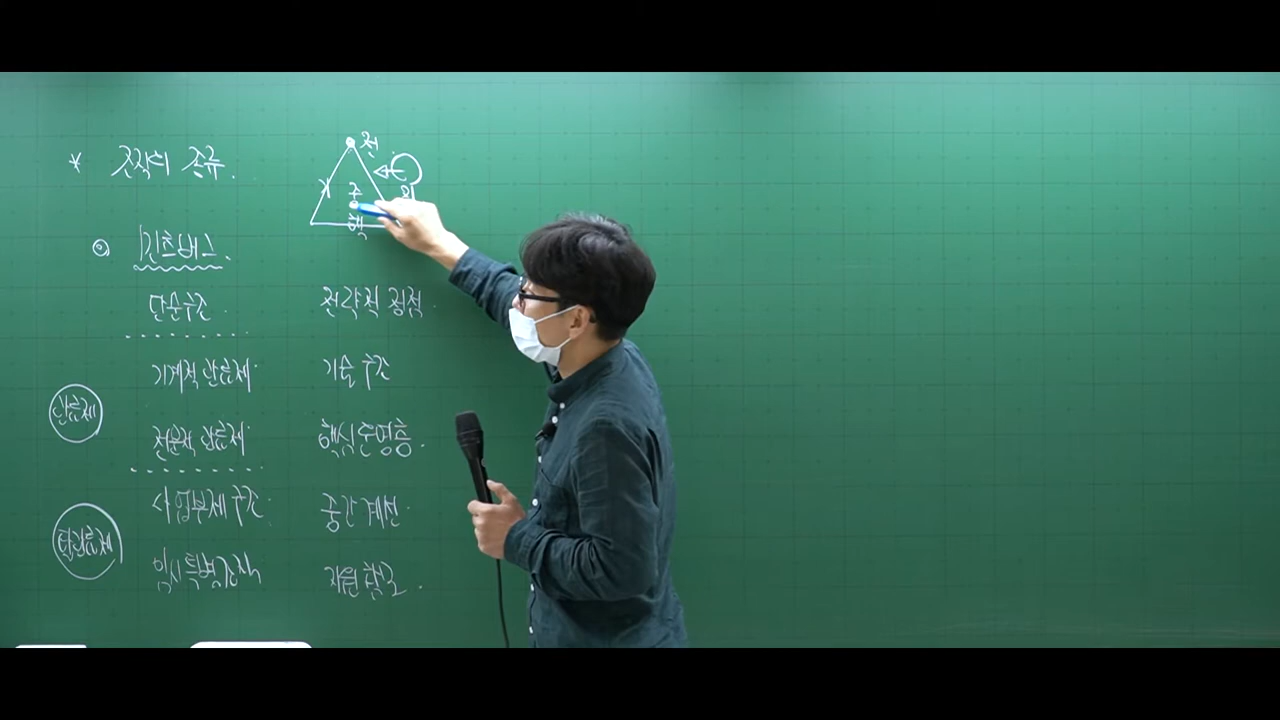 * 조직의 종류.
전
중
핵
◎ 민츠버그.
단순구조. 전략적 정점.
기계적 관료제 기술구조
관료제
전문적 관료제 핵심운영층.
사업부제 구조. 중간계선.
탈관료제
임시특별조직 지원참모.